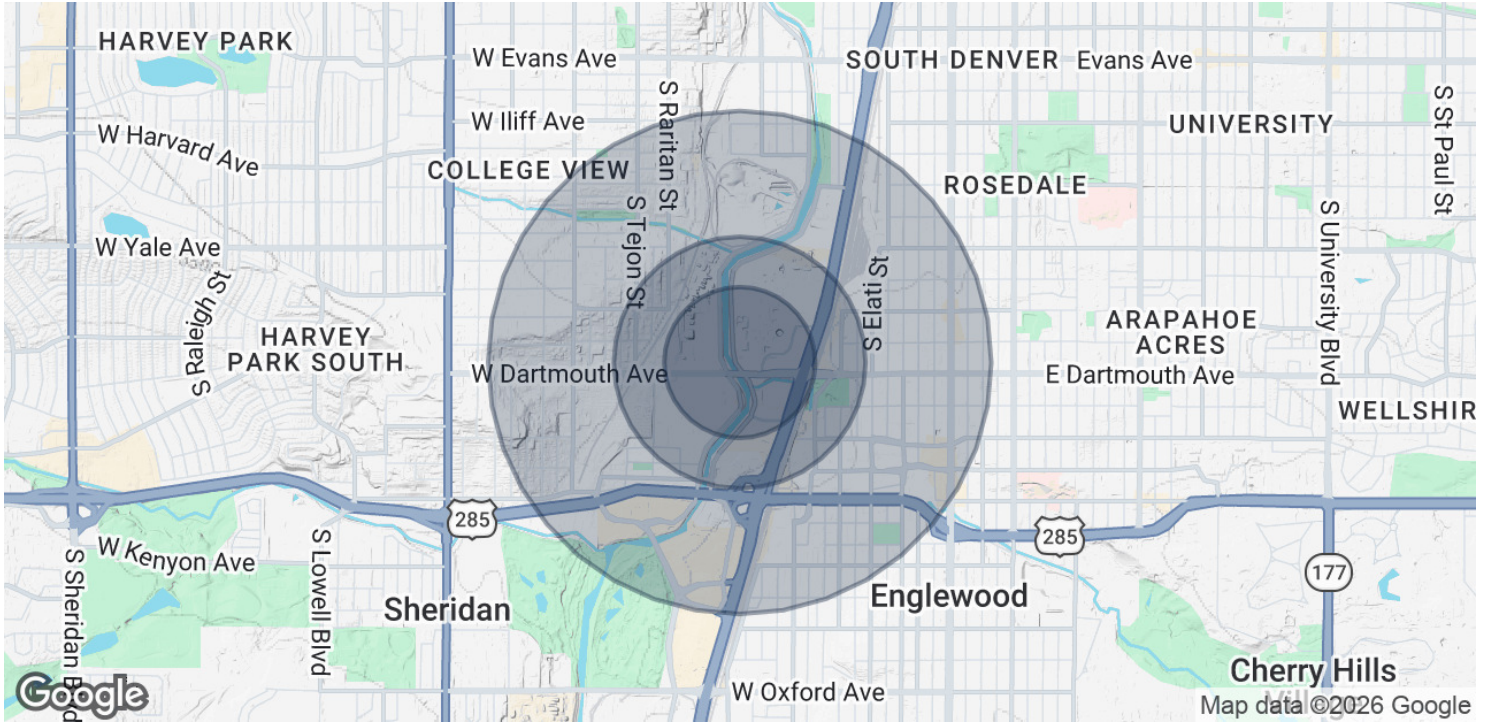 HARVEY PARK
W Evans Ave
SOUTH DENVER
Evans Ave
S Raritan St
S St Paul St
W Iliff Ave
UNIVERSITY
W Harvard Ave
COLLEGE VIEW
ROSEDALE
S Tejon St
S University Blvd
W Yale Ave
S Elati St
S Raleigh St
ARAPAHOE
ACRES
HARVEY
PARK SOUTH
W Dartmouth Ave
E Dartmouth Ave
WELLSHIR
285
285
W Kenyon Ave
S Lowell Blvd
S Sheridan Blvd
177
Sheridan
Englewood
Cherry Hills
Village
W Oxford Ave
Google
Map data ©2026 Google